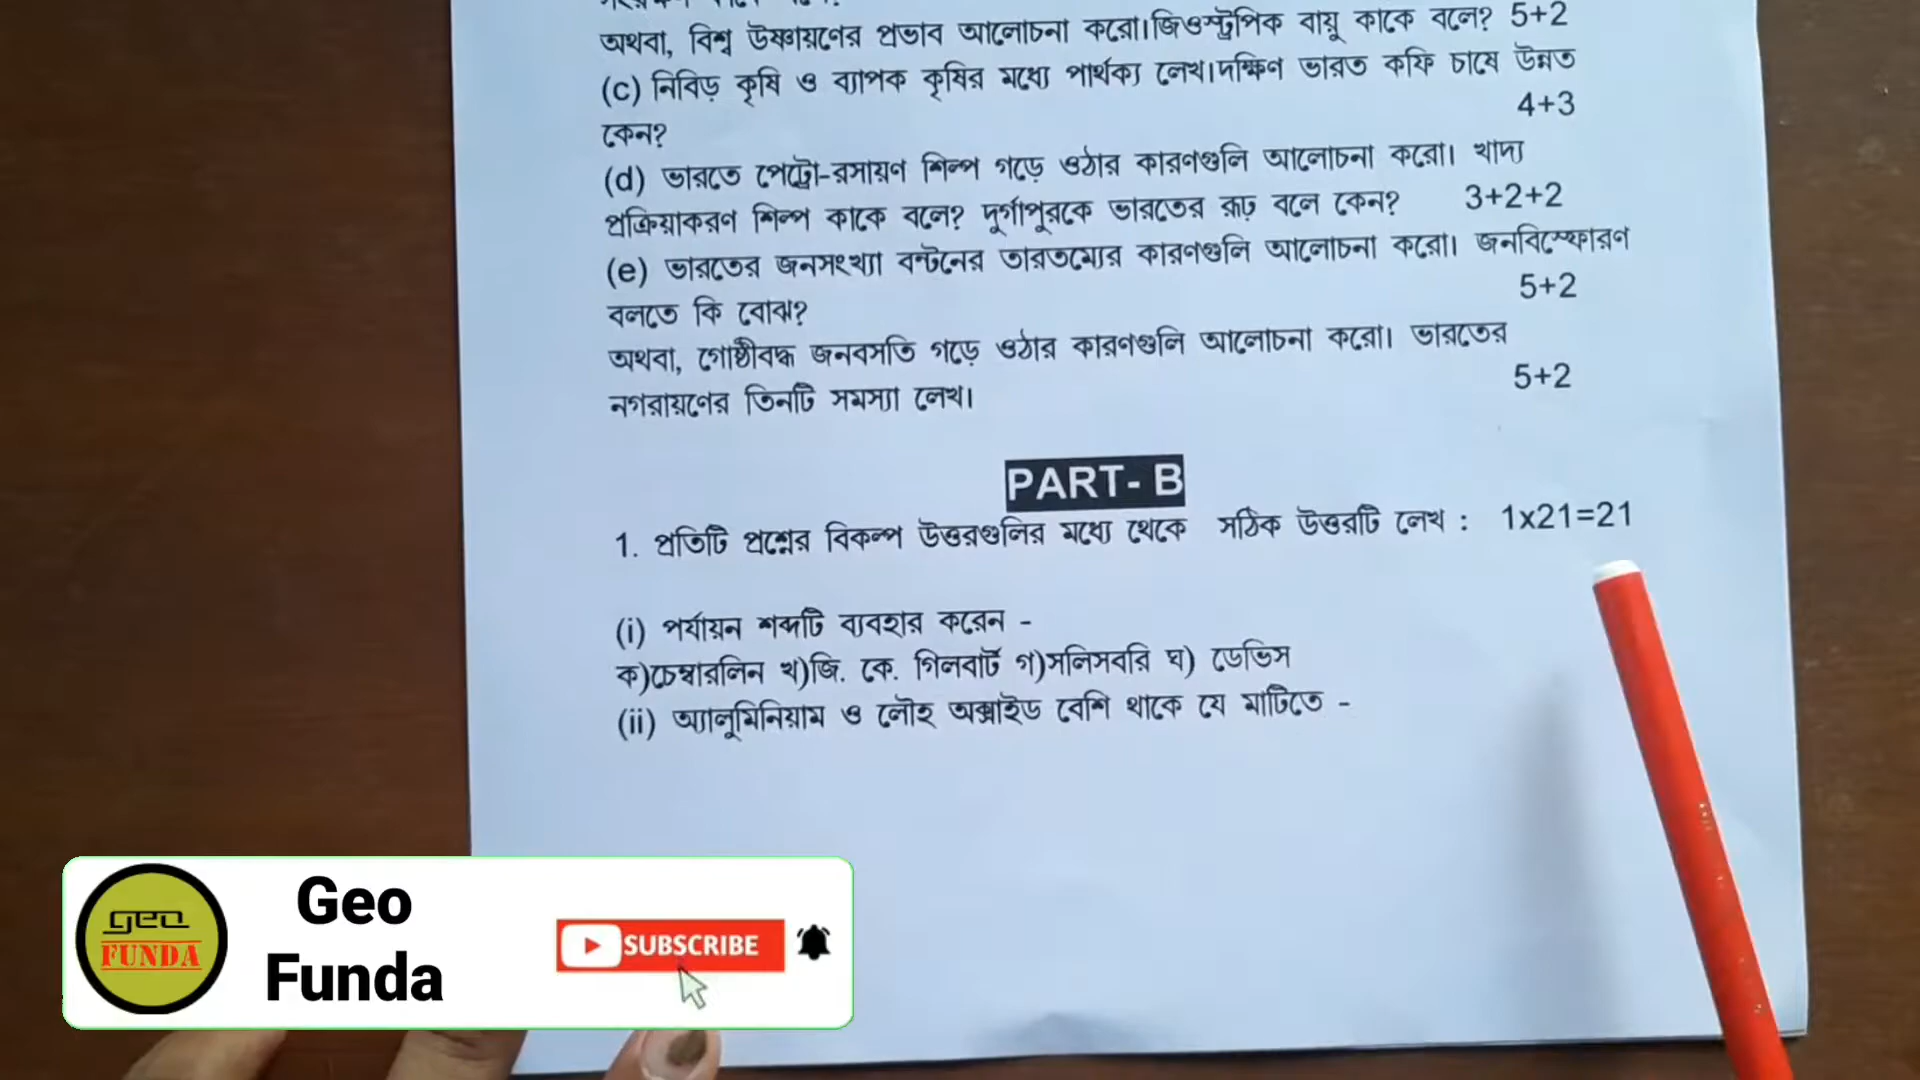 অথবা, বিশ্ব উষ্ণায়ণের প্রভাব আলোচনা করো।জিওস্ট্রপিক বায়ু কাকে বলে? 5+2
(c) নিবিড় কৃষি ও ব্যাপক কৃষির মধ্যে পার্থক্য লেখ।দক্ষিণ ভারত কফি চাষে উন্নত
কেন? 4+3
(d) ভারতে পেট্রো-রসায়ণ শিল্প গড়ে ওঠার কারণগুলি আলোচনা করো। খাদ্য
প্রক্রিয়াকরণ শিল্প কাকে বলে? দুর্গাপুরকে ভারতের রূঢ় বলে কেন? 3+2+2
(e) ভারতের জনসংখ্যা বন্টনের তারতম্যের কারণগুলি আলোচনা করো। জনবিস্ফোরণ
বলতে কি বোঝ? 5+2
অথবা, গোষ্ঠীবদ্ধ জনবসতি গড়ে ওঠার কারণগুলি আলোচনা করো। ভারতের
নগরায়ণের তিনটি সমস্যা লেখ। 5+2
PART- B
1. প্রতিটি প্রশ্নের বিকল্প উত্তরগুলির মধ্যে থেকে সঠিক উত্তরটি লেখ : 1x21=21
(i) পর্যায়ন শব্দটি ব্যবহার করেন -
ক)চেম্বারলিন খ)জি. কে. গিলবার্ট গ)সলিসবরি ঘ) ডেভিস
(ii) অ্যালুমিনিয়াম ও লৌহ অক্সাইড বেশি থাকে যে মাটিতে -
geo
FUNDA
Geo
Funda
SUBSCRIBE